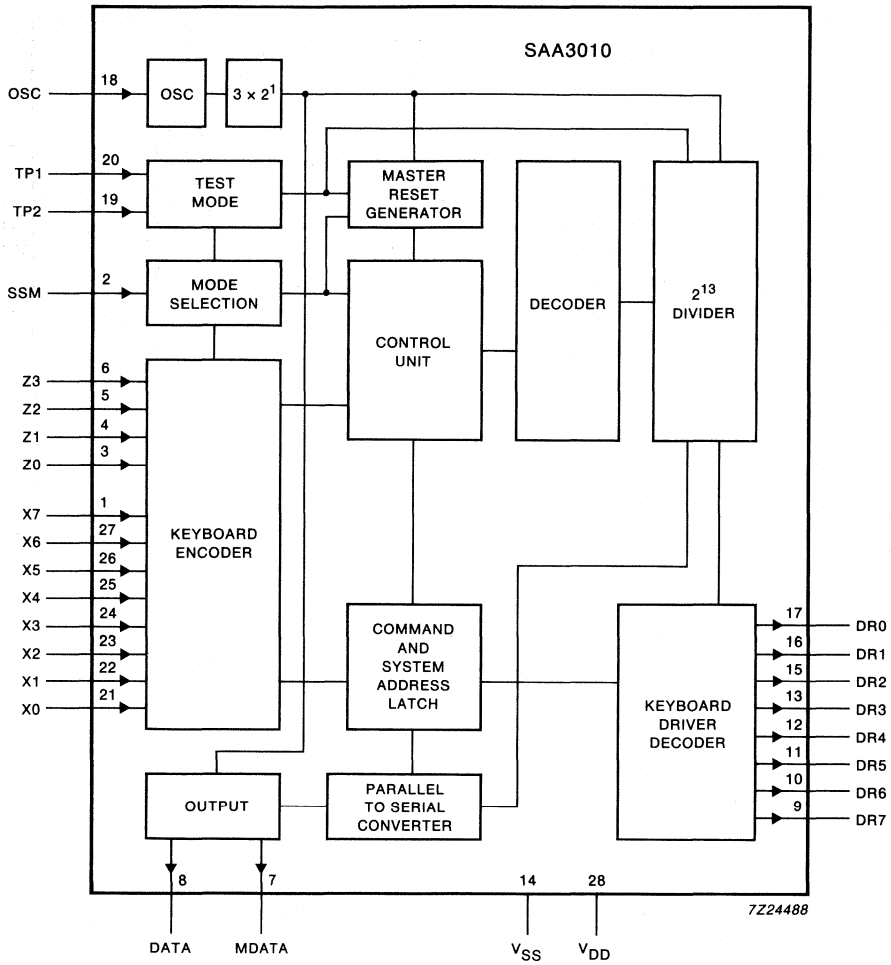 SAA3010
OSC
18
OSC
3 × 2¹
TP1
20
TEST
MODE
TP2
19
MASTER
RESET
GENERATOR
SSM
2
MODE
SELECTION
CONTROL
UNIT
DECODER
2¹³
DIVIDER
Z3
6
Z2
5
Z1
4
Z0
3
X7
1
X6
27
X5
26
X4
25
X3
24
X2
23
X1
22
X0
21
KEYBOARD
ENCODER
COMMAND
AND
SYSTEM
ADDRESS
LATCH
KEYBOARD
DRIVER
DECODER
17
DR0
16
DR1
15
DR2
13
DR3
12
DR4
11
DR5
10
DR6
9
DR7
OUTPUT
PARALLEL
TO SERIAL
CONVERTER
8
7
14
28
7Z24488
DATA
MDATA
VSS
VDD